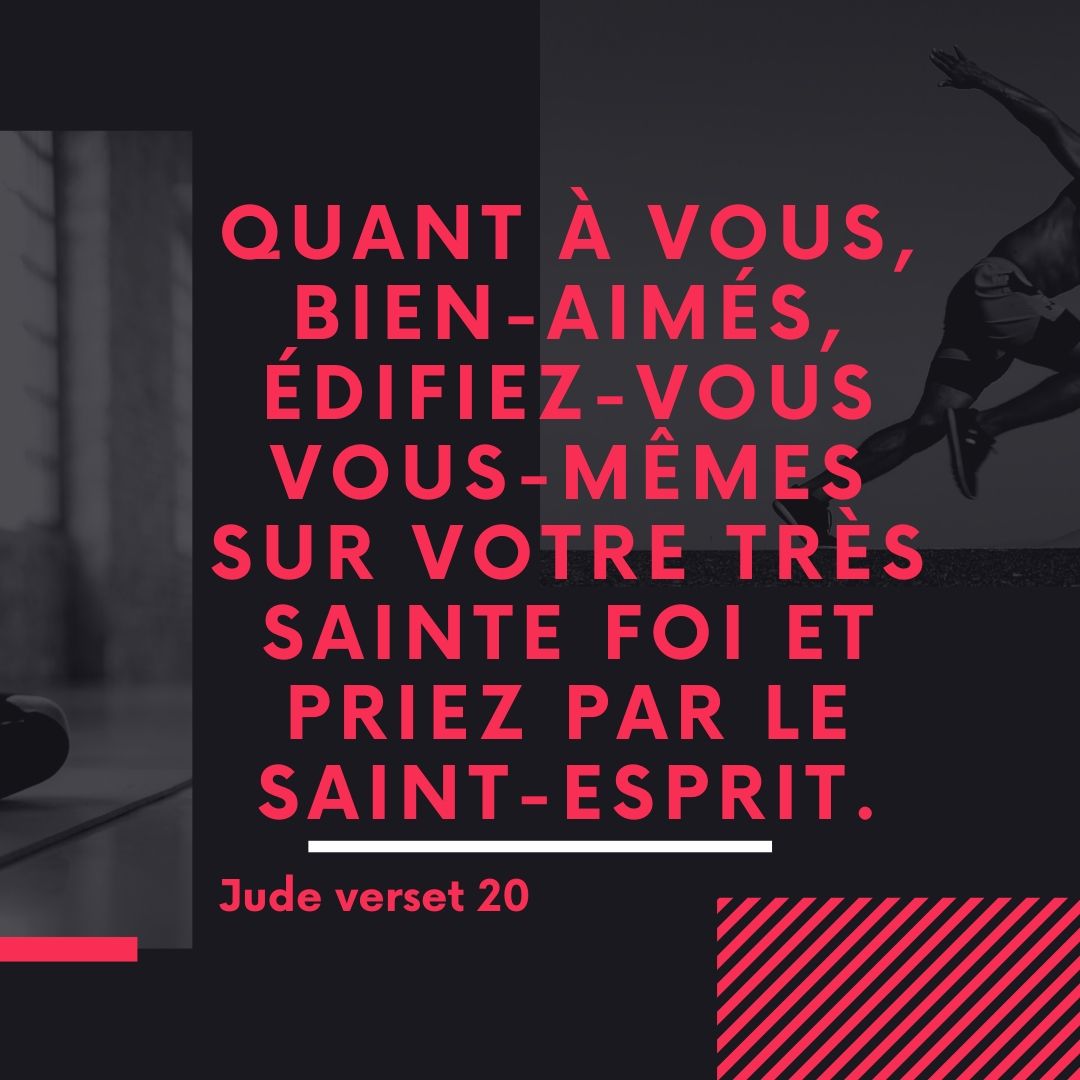 QUANT À VOUS,
BIEN-AIMÉS,
ÉDIFIEZ-VOUS
VOUS-MÊMES
SUR VOTRE TRÈS
SAINTE FOI ET
PRIEZ PAR LE
SAINT-ESPRIT.
Jude verset 20